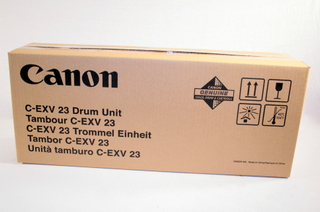 Canon
C-EXV 23 Drum Unit
Tambour C-EXV 23
C-EXV 23 Trommel Einheit
Tambor C-EXV 23
Unità tamburo C-EXV 23
GENUINE